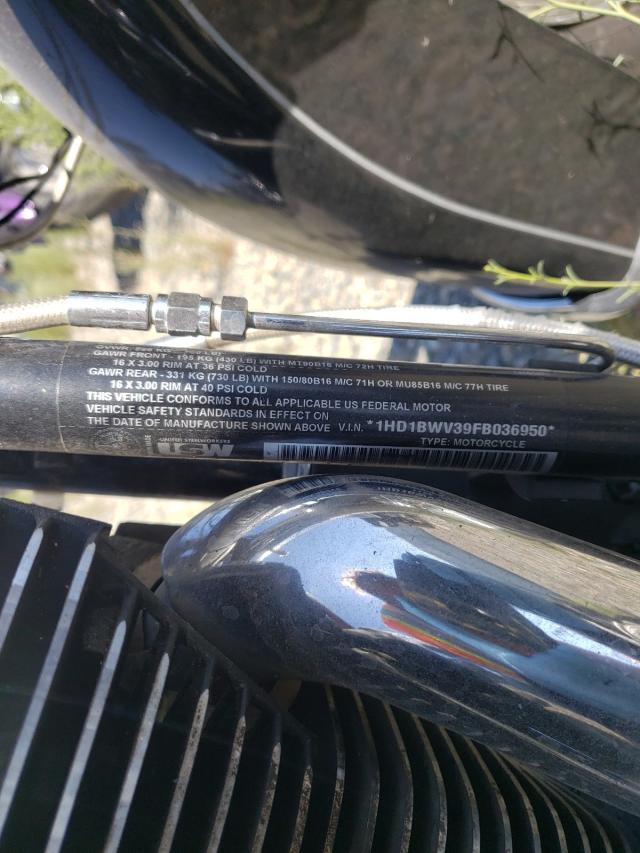 GAWR FRONT - 195 KG (430 LB) WITH MT90B16 M/C 72H TIRE
16 X 3.00 RIM AT 36 PSI COLD
GAWR REAR - 331 KG (730 LB) WITH 150/80B16 M/C 71H OR MU85B16 M/C 77H TIRE
16 X 3.00 RIM AT 40 PSI COLD
THIS VEHICLE CONFORMS TO ALL APPLICABLE US FEDERAL MOTOR
VEHICLE SAFETY STANDARDS IN EFFECT ON
THE DATE OF MANUFACTURE SHOWN ABOVE V.I.N. *1HD1BWV39FB036950*
TYPE: MOTORCYCLE
UNITED STEELWORKERS
USW